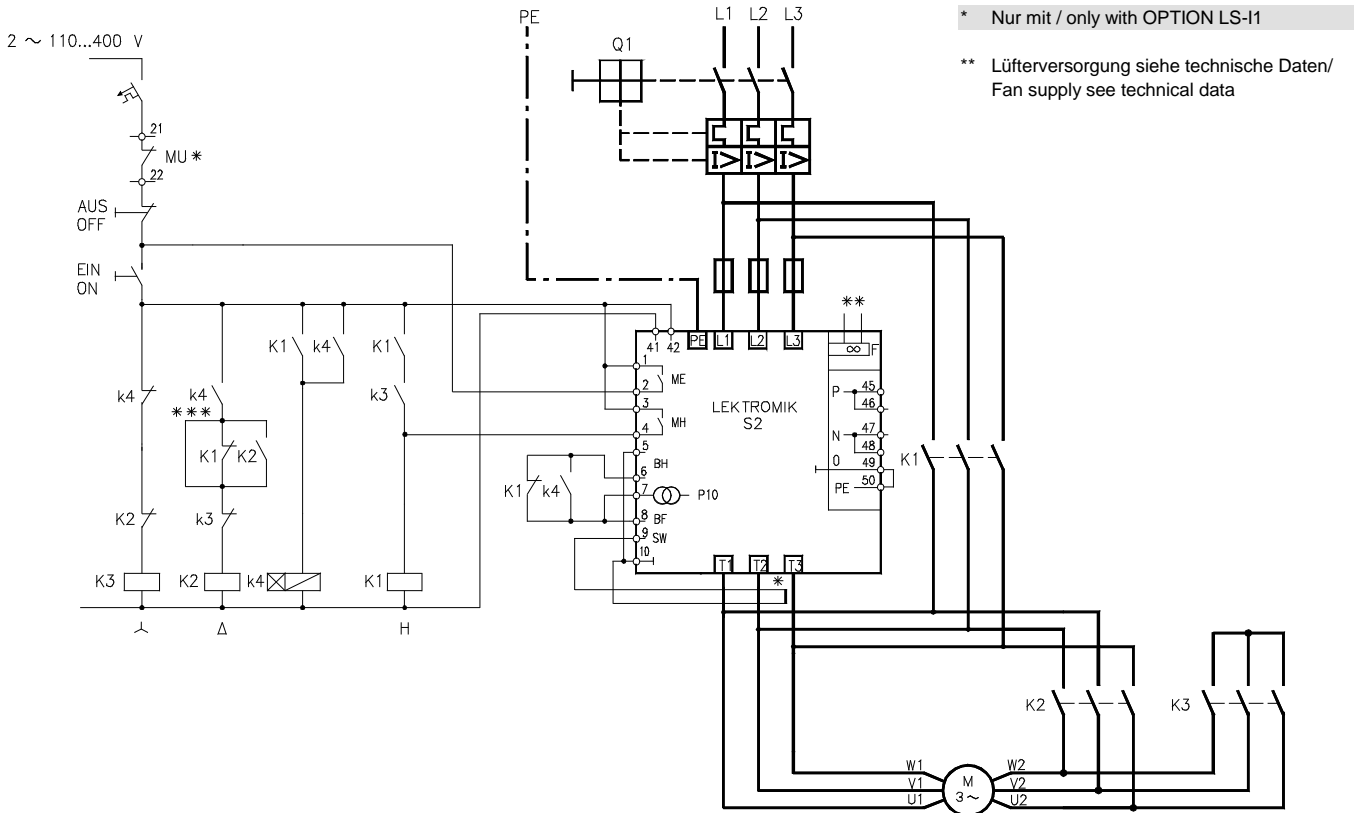 2 ~ 110...400 V
PE
L1 L2 L3
* Nur mit / only with OPTION LS-I1
** Lüfterversorgung siehe technische Daten/
Fan supply see technical data
Q1
I> I> I>
21
MU *
22
AUS
OFF
EIN
ON
K1 k4 K1
k4 k4 k3
***
K1 K2
K2 k3
K3 K2 k4 K1
Δ H
41 42 PE L1 L2 L3
**
∞ F
1
ME
2
3
MH
4
5
BH
6
7
P10
8 BF
9 SW
10
K1 k4
LEKTROMIK
S2
P 45
46
N 47
48
0 49
PE 50
K1
T1 T2 T3
*
K2 K3
W1 W2
V1 V2
U1 U2
M
3 ~